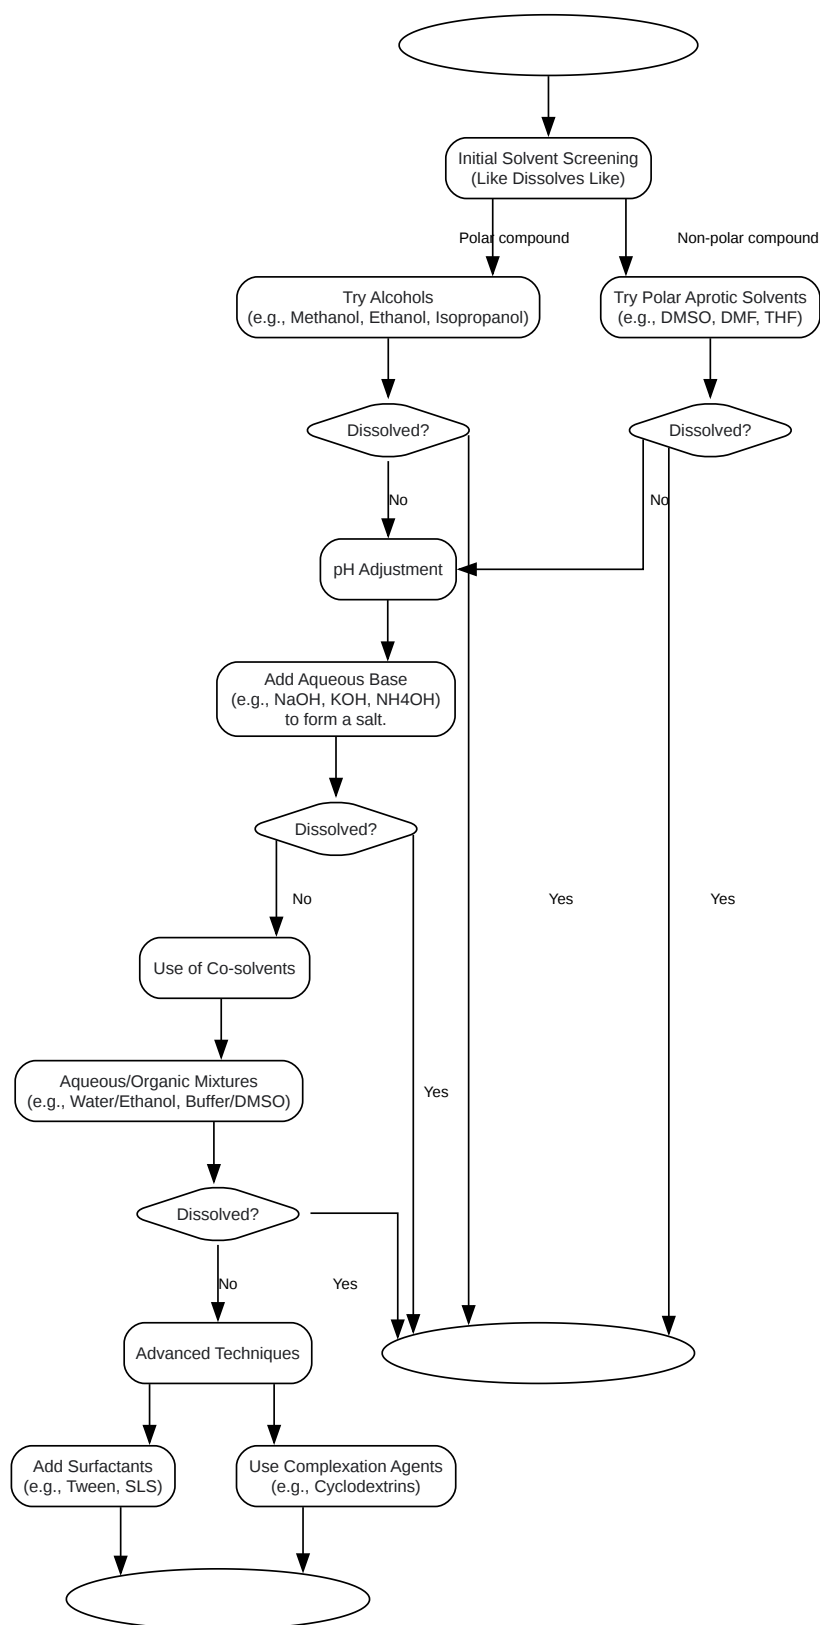 Initial Solvent Screening
(Like Dissolves Like)
Polar compound
Non-polar compound
Try Alcohols
(e.g., Methanol, Ethanol, Isopropanol)
Try Polar Aprotic Solvents
(e.g., DMSO, DMF, THF)
Dissolved?
Dissolved?
No
No
pH Adjustment
Add Aqueous Base
(e.g., NaOH, KOH, NH4OH)
to form a salt.
Dissolved?
No
Yes
Yes
Use of Co-solvents
Aqueous/Organic Mixtures
(e.g., Water/Ethanol, Buffer/DMSO)
Yes
Dissolved?
No
Yes
Advanced Techniques
Add Surfactants
(e.g., Tween, SLS)
Use Complexation Agents
(e.g., Cyclodextrins)